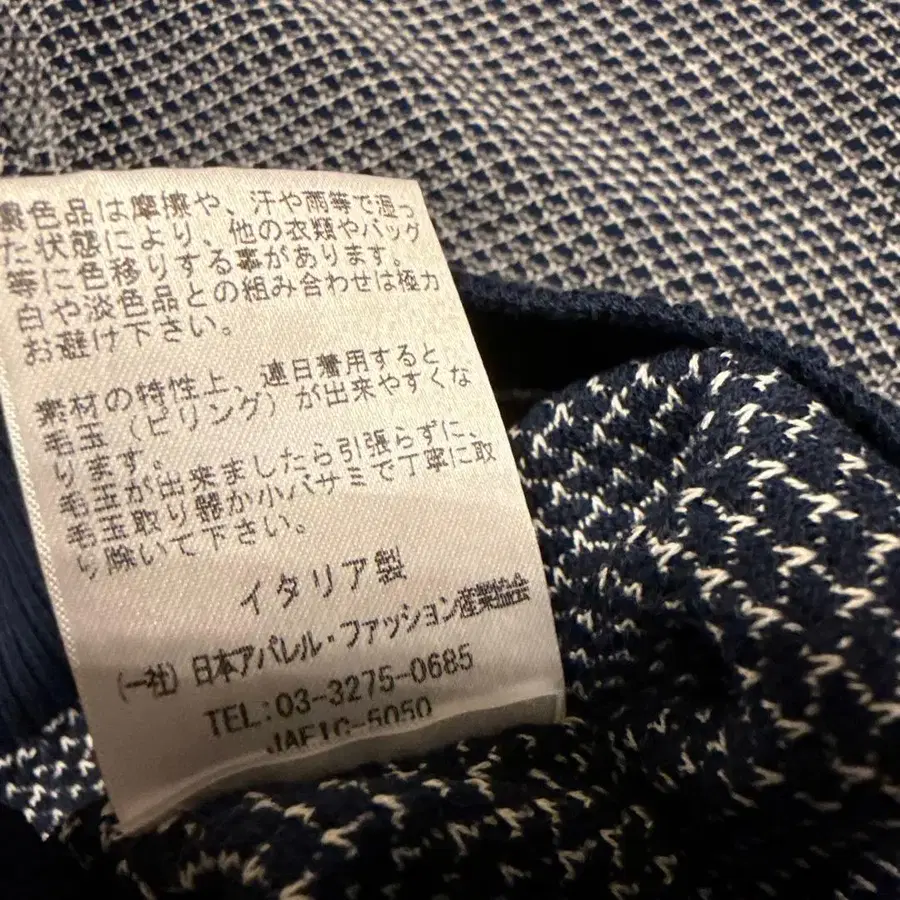 濃色品は摩擦や、汗や雨等で湿っ
た状態により、他の衣類やバッグ
等に色移りする事があります。
白や淡色品との組み合わせは極力
お避け下さい。
素材の特性上、連日着用すると
毛玉（ピリング）が出来やすくな
ります。
毛玉が出来ましたら引張らずに、
毛玉取り器か小バサミで丁寧に取
り除いて下さい。
イタリア製
(一社) 日本アパレル・ファッション産業協会
TEL:03-3275-0685
JAFIC-5050